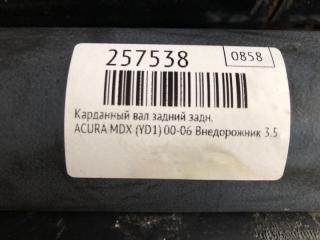 257538
0858
Карданный вал задний задн.
ACURA MDX (YD1) 00-06 Внедорожник 3.5